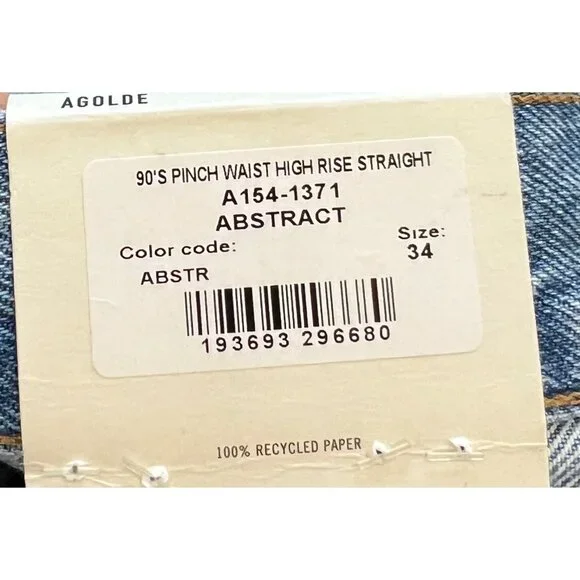 AGOLDE
90'S PINCH WAIST HIGH RISE STRAIGHT
A154-1371
ABSTRACT
Color code:
Size:
34
ABSTR
193693 296680
100% RECYCLED PAPER